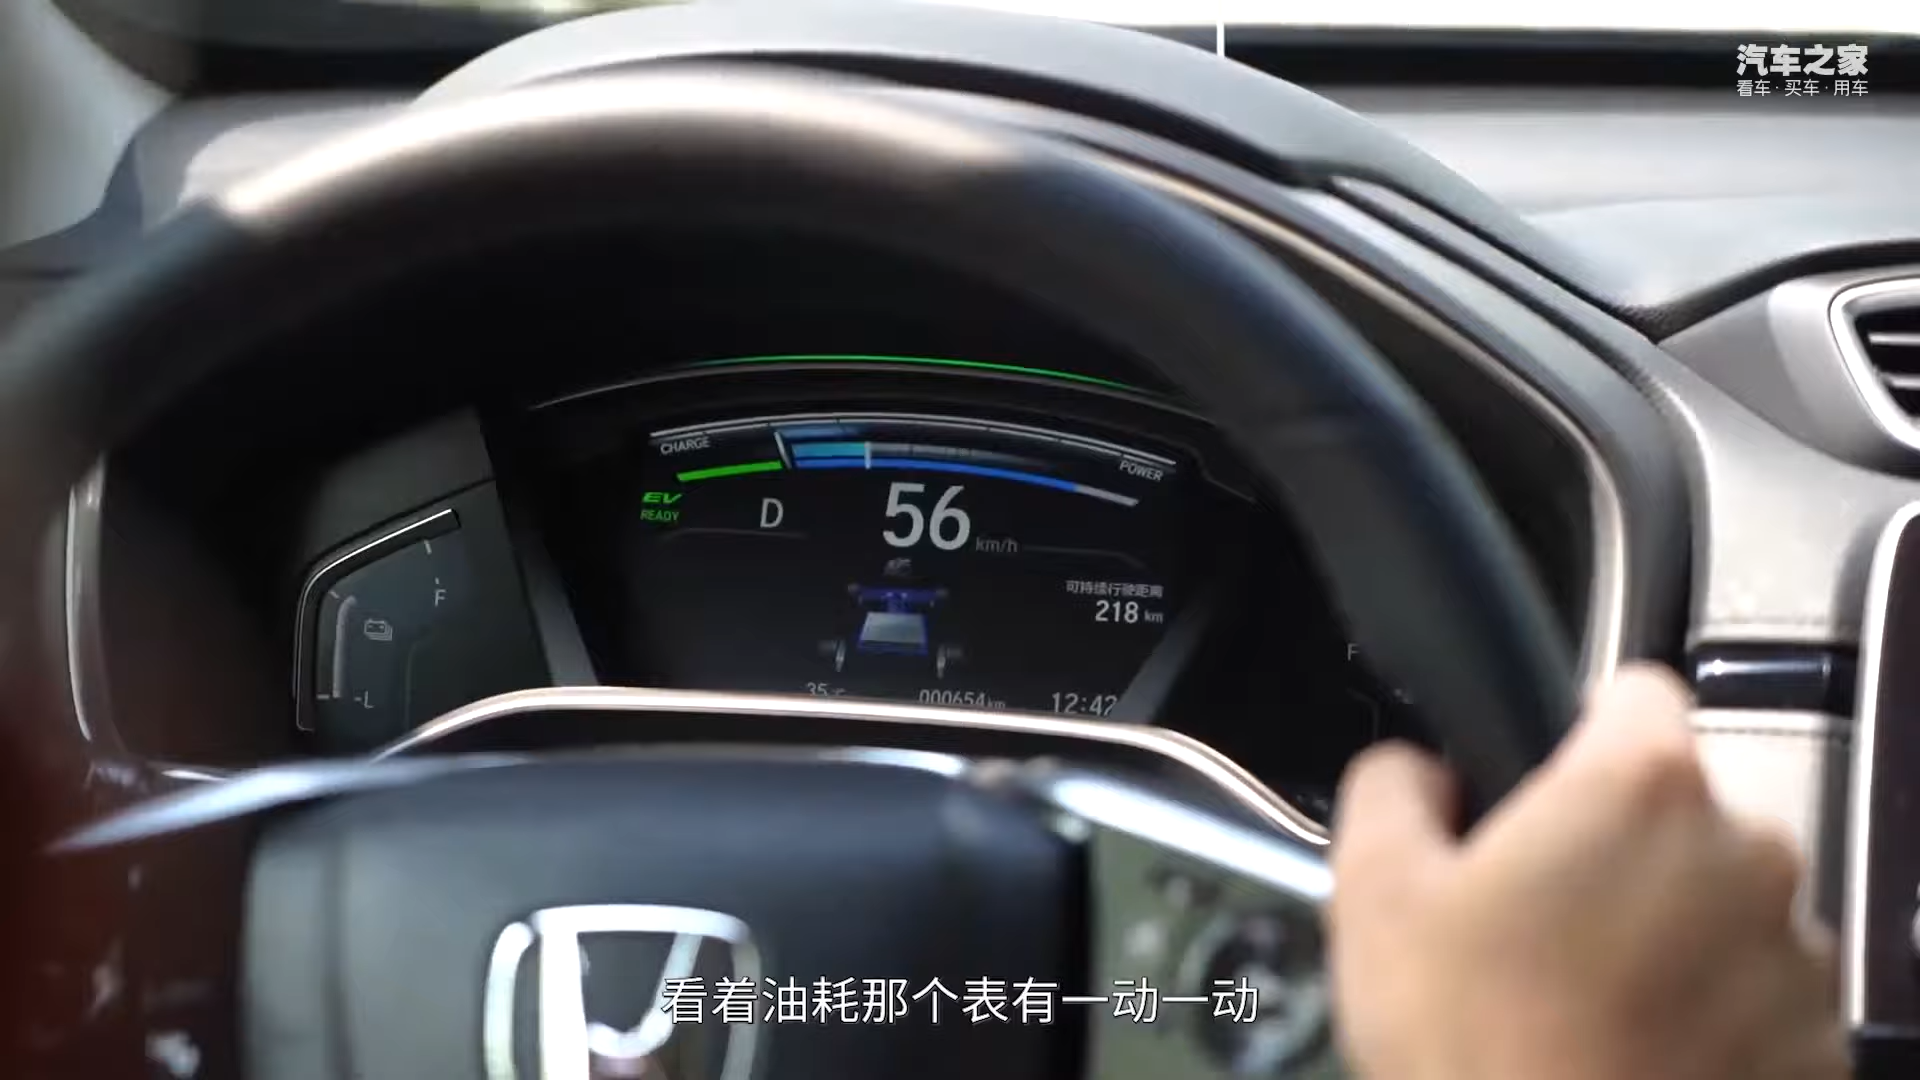 汽车之家
看车·买车·用车
CHARGE
POWER
EV
READY
D
56 km/h
可持续行驶距离
218 km
F
L
F
35℃
000654 km
12:42
看着油耗那个表有一动一动